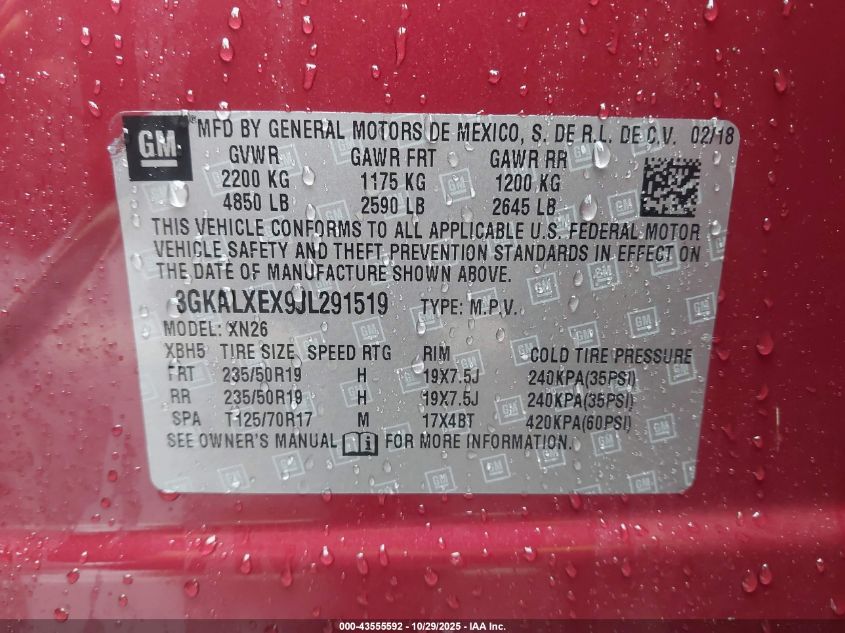 GM
MFD BY GENERAL MOTORS DE MEXICO, S. DE R.L. DE C.V. 02/18
GVWR GAWR FRT GAWR RR
2200 KG 1175 KG 1200 KG
4850 LB 2590 LB 2645 LB
THIS VEHICLE CONFORMS TO ALL APPLICABLE U.S. FEDERAL MOTOR
VEHICLE SAFETY AND THEFT PREVENTION STANDARDS IN EFFECT ON
THE DATE OF MANUFACTURE SHOWN ABOVE.
3GKALXEX9JL291519 TYPE: M.P.V.
MODEL: XN26
XBH5 TIRE SIZE SPEED RTG RIM COLD TIRE PRESSURE
FRT 235/50R19 H 19X7.5J 240KPA(35PSI)
RR 235/50R19 H 19X7.5J 240KPA(35PSI)
SPA T125/70R17 M 17X4BT 420KPA(60PSI)
SEE OWNER'S MANUAL FOR MORE INFORMATION.
000-43555592 | 10/29/2025 - IAA Inc.